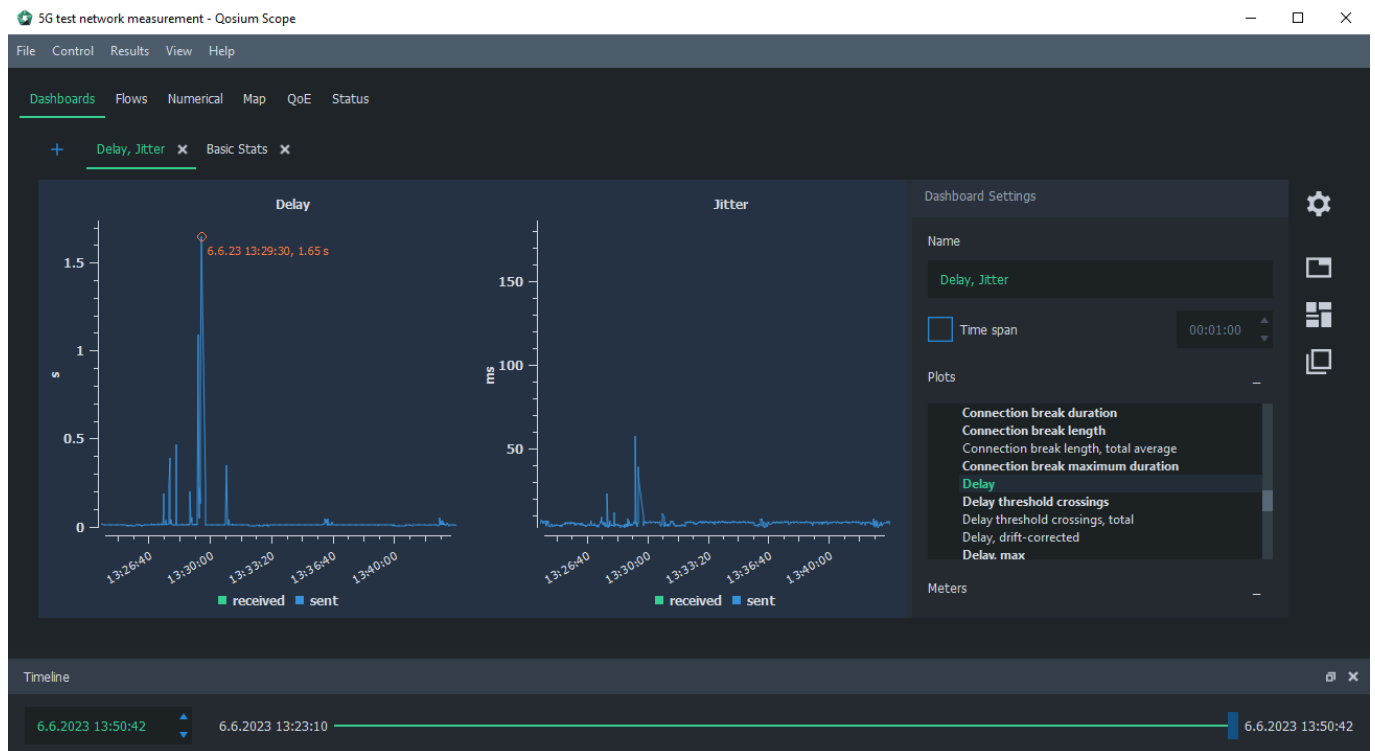 5G test network measurement - Qosium Scope
File Control Results View Help
Dashboards Flows Numerical Map QoE Status
+ Delay, Jitter × Basic Stats ×
Delay
6.6.23 13:29:30, 1.65 s
1.5
1
0.5
0
s
13:26:40 13:30:00 13:33:20 13:36:40 13:40:00
received sent
Jitter
150
100
50
ms
13:26:40 13:30:00 13:33:20 13:36:40 13:40:00
received sent
Dashboard Settings
Name
Delay, Jitter
Time span 00:01:00
Plots
Connection break duration
Connection break length
Connection break length, total average
Connection break maximum duration
Delay
Delay threshold crossings
Delay threshold crossings, total
Delay, drift-corrected
Delay, max
Meters
Timeline
6.6.2023 13:50:42 6.6.2023 13:23:10 6.6.2023 13:50:42